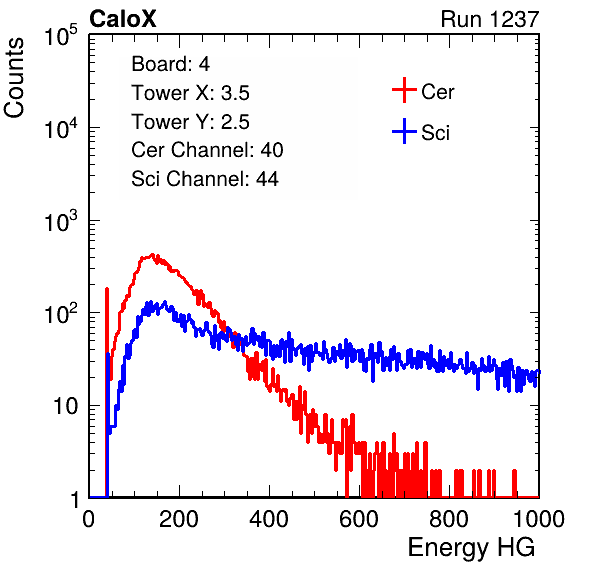 CaloX Run 1237
Counts
Board: 4
Tower X: 3.5
Tower Y: 2.5
Cer Channel: 40
Sci Channel: 44
Cer
Sci
10^5
10^4
10^3
10^2
10
1
0 200 400 600 800 1000
Energy HG